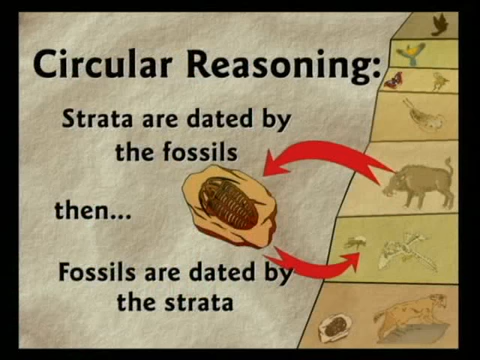 Circular Reasoning:
Strata are dated by
the fossils
then...
Fossils are dated by
the strata